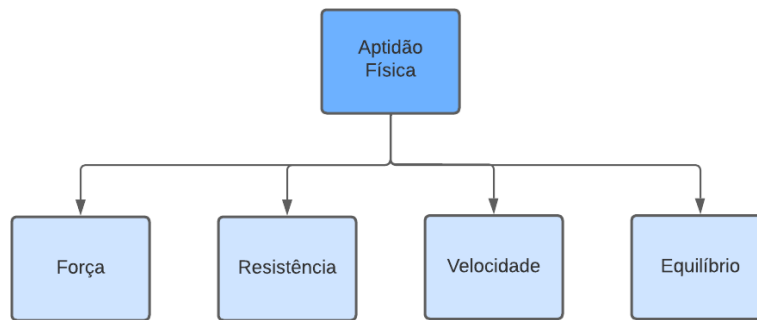 Aptidão
Física
Força
Resistência
Velocidade
Equilíbrio